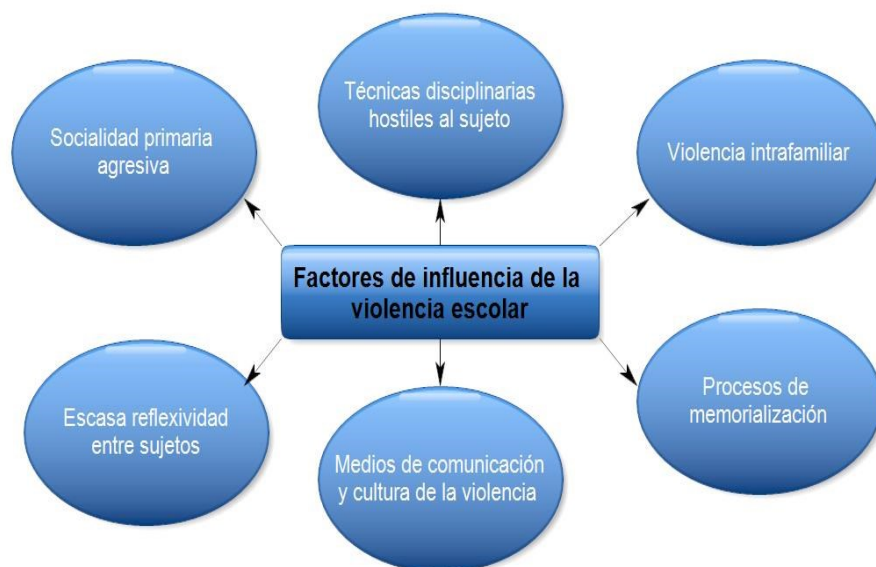 Técnicas disciplinarias
hostiles al sujeto
Socialidad primaria
agresiva
Violencia intrafamiliar
Factores de influencia de la
violencia escolar
Escasa reflexividad
entre sujetos
Medios de comunicación
y cultura de la violencia
Procesos de
memorialización